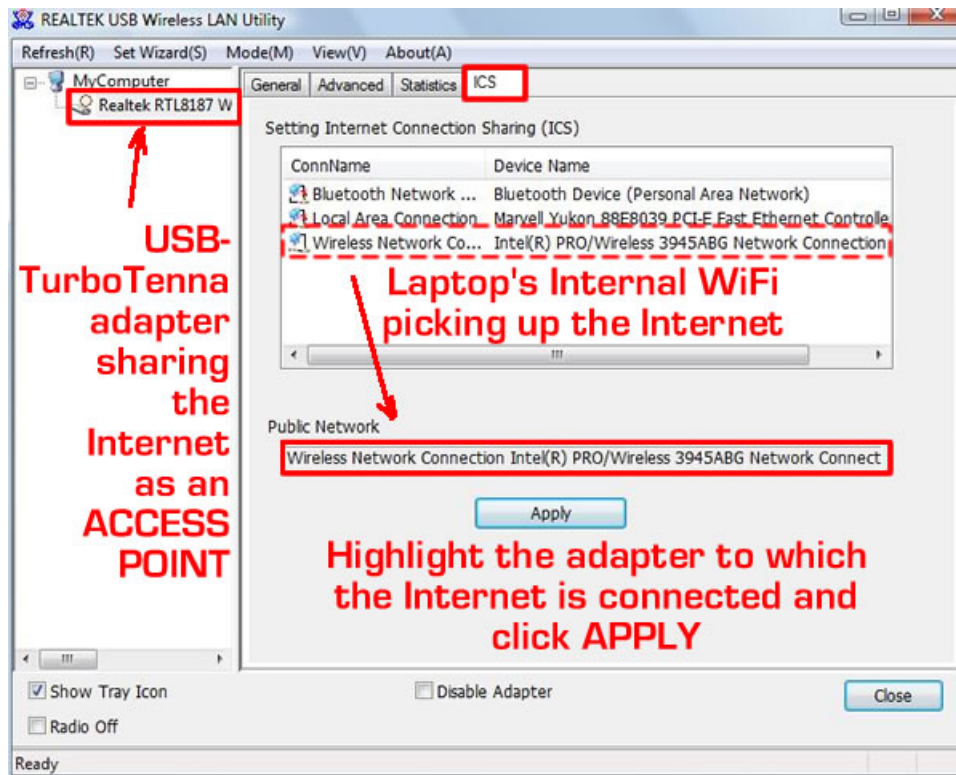 REALTEK USB Wireless LAN Utility
Refresh(R) Set Wizard(S) Mode(M) View(V) About(A)
MyComputer
Realtek RTL8187 W
General Advanced Statistics ICS
Setting Internet Connection Sharing (ICS)
ConnName Device Name
Bluetooth Network ... Bluetooth Device (Personal Area Network)
Local Area Connection Marvell Yukon 88E8039 PCI-E Fast Ethernet Controlle
Wireless Network Co... Intel(R) PRO/Wireless 3945ABG Network Connection
Laptop's Internal WiFi
picking up the Internet
USB-
TurboTenna
adapter
sharing
the
Internet
as an
ACCESS
POINT
Public Network
Wireless Network Connection Intel(R) PRO/Wireless 3945ABG Network Connect
Apply
Highlight the adapter to which
the Internet is connected and
click APPLY
Show Tray Icon
Disable Adapter
Close
Radio Off
Ready